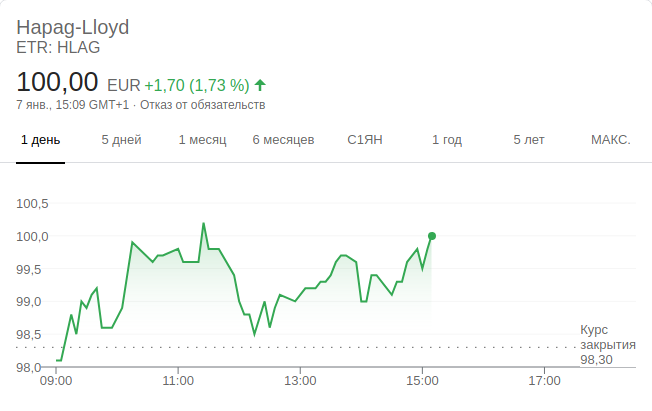 Hapag-Lloyd
ETR: HLAG
100,00 EUR +1,70 (1,73 %)
7 янв., 15:09 GMT+1 · Отказ от обязательств
1 день 5 дней 1 месяц 6 месяцев С1ЯН 1 год 5 лет МАКС.
100,5
100,0
99,5
99,0
98,5
98,0
Курс
закрытия
98,30
09:00 11:00 13:00 15:00 17:00